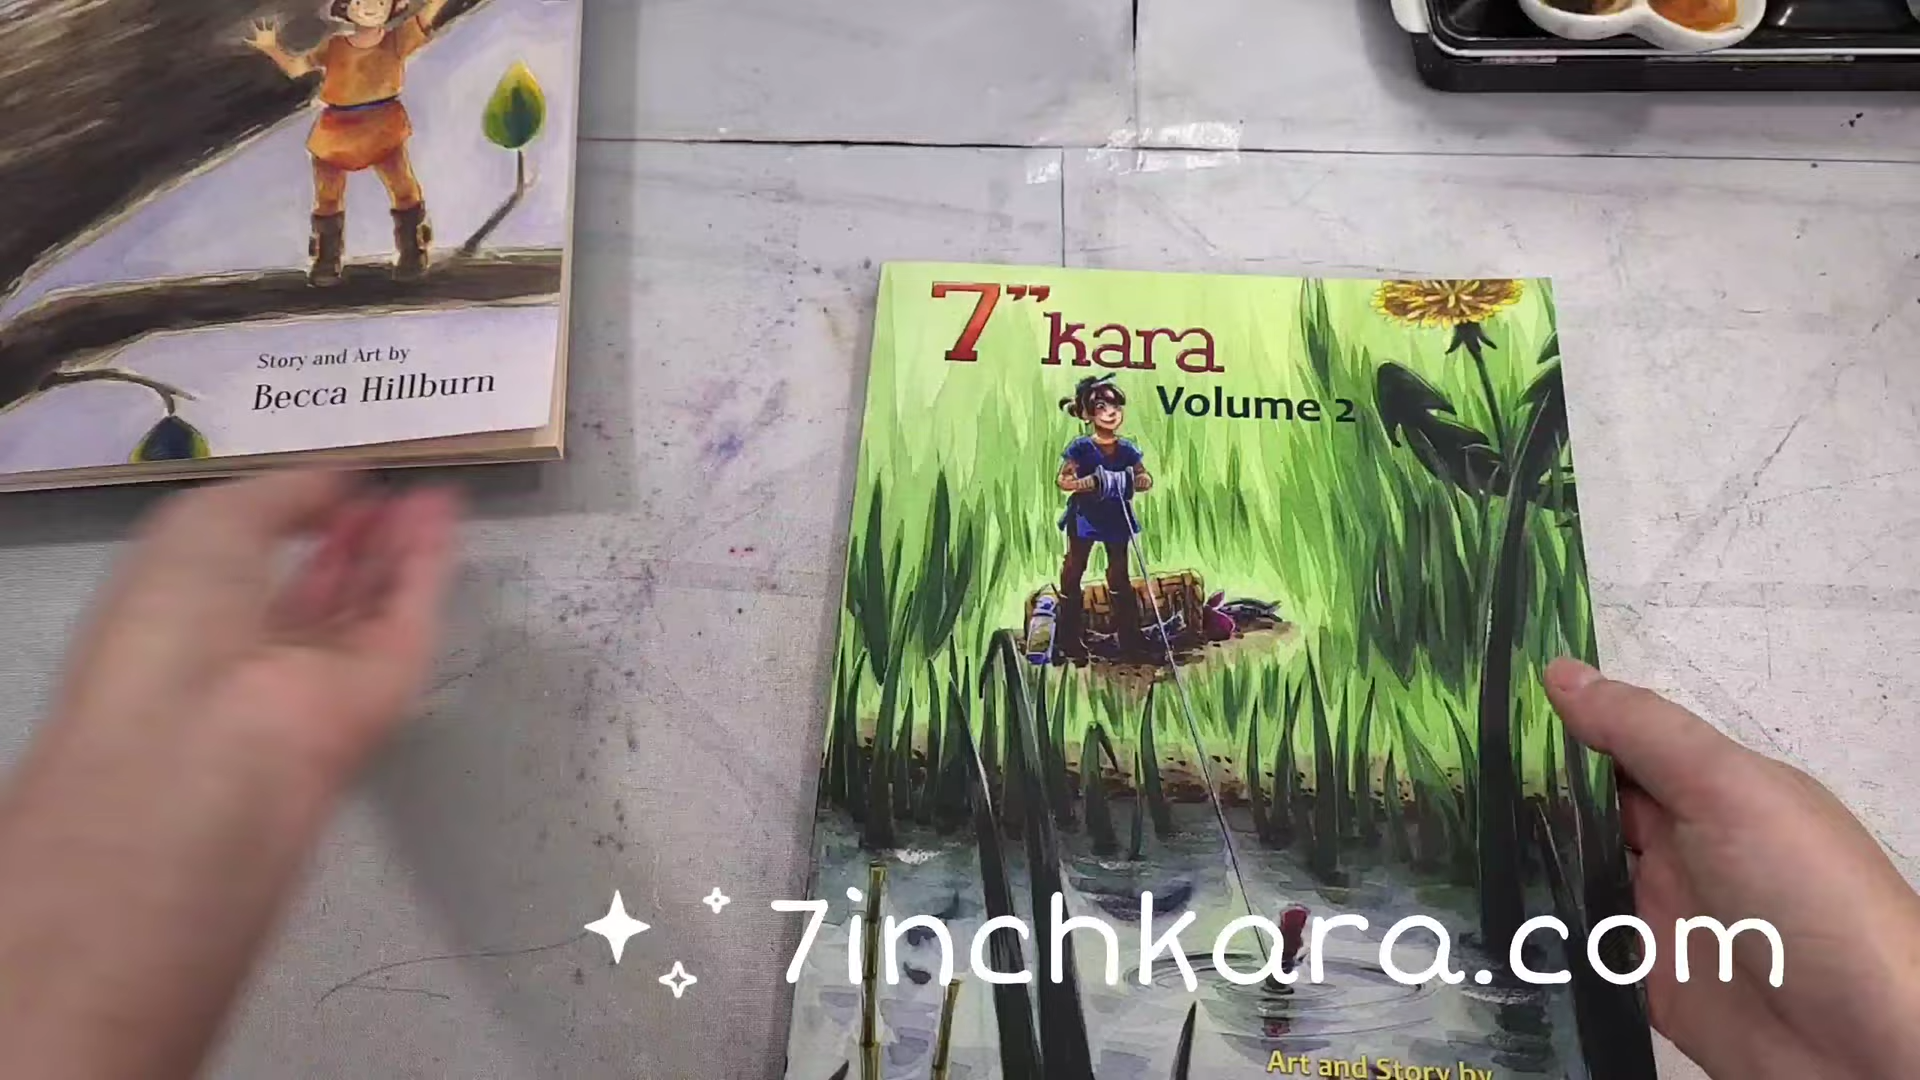 Story and Art by
Becca Hillburn
7” kara
Volume 2
7inchkara.com
Art and Story by